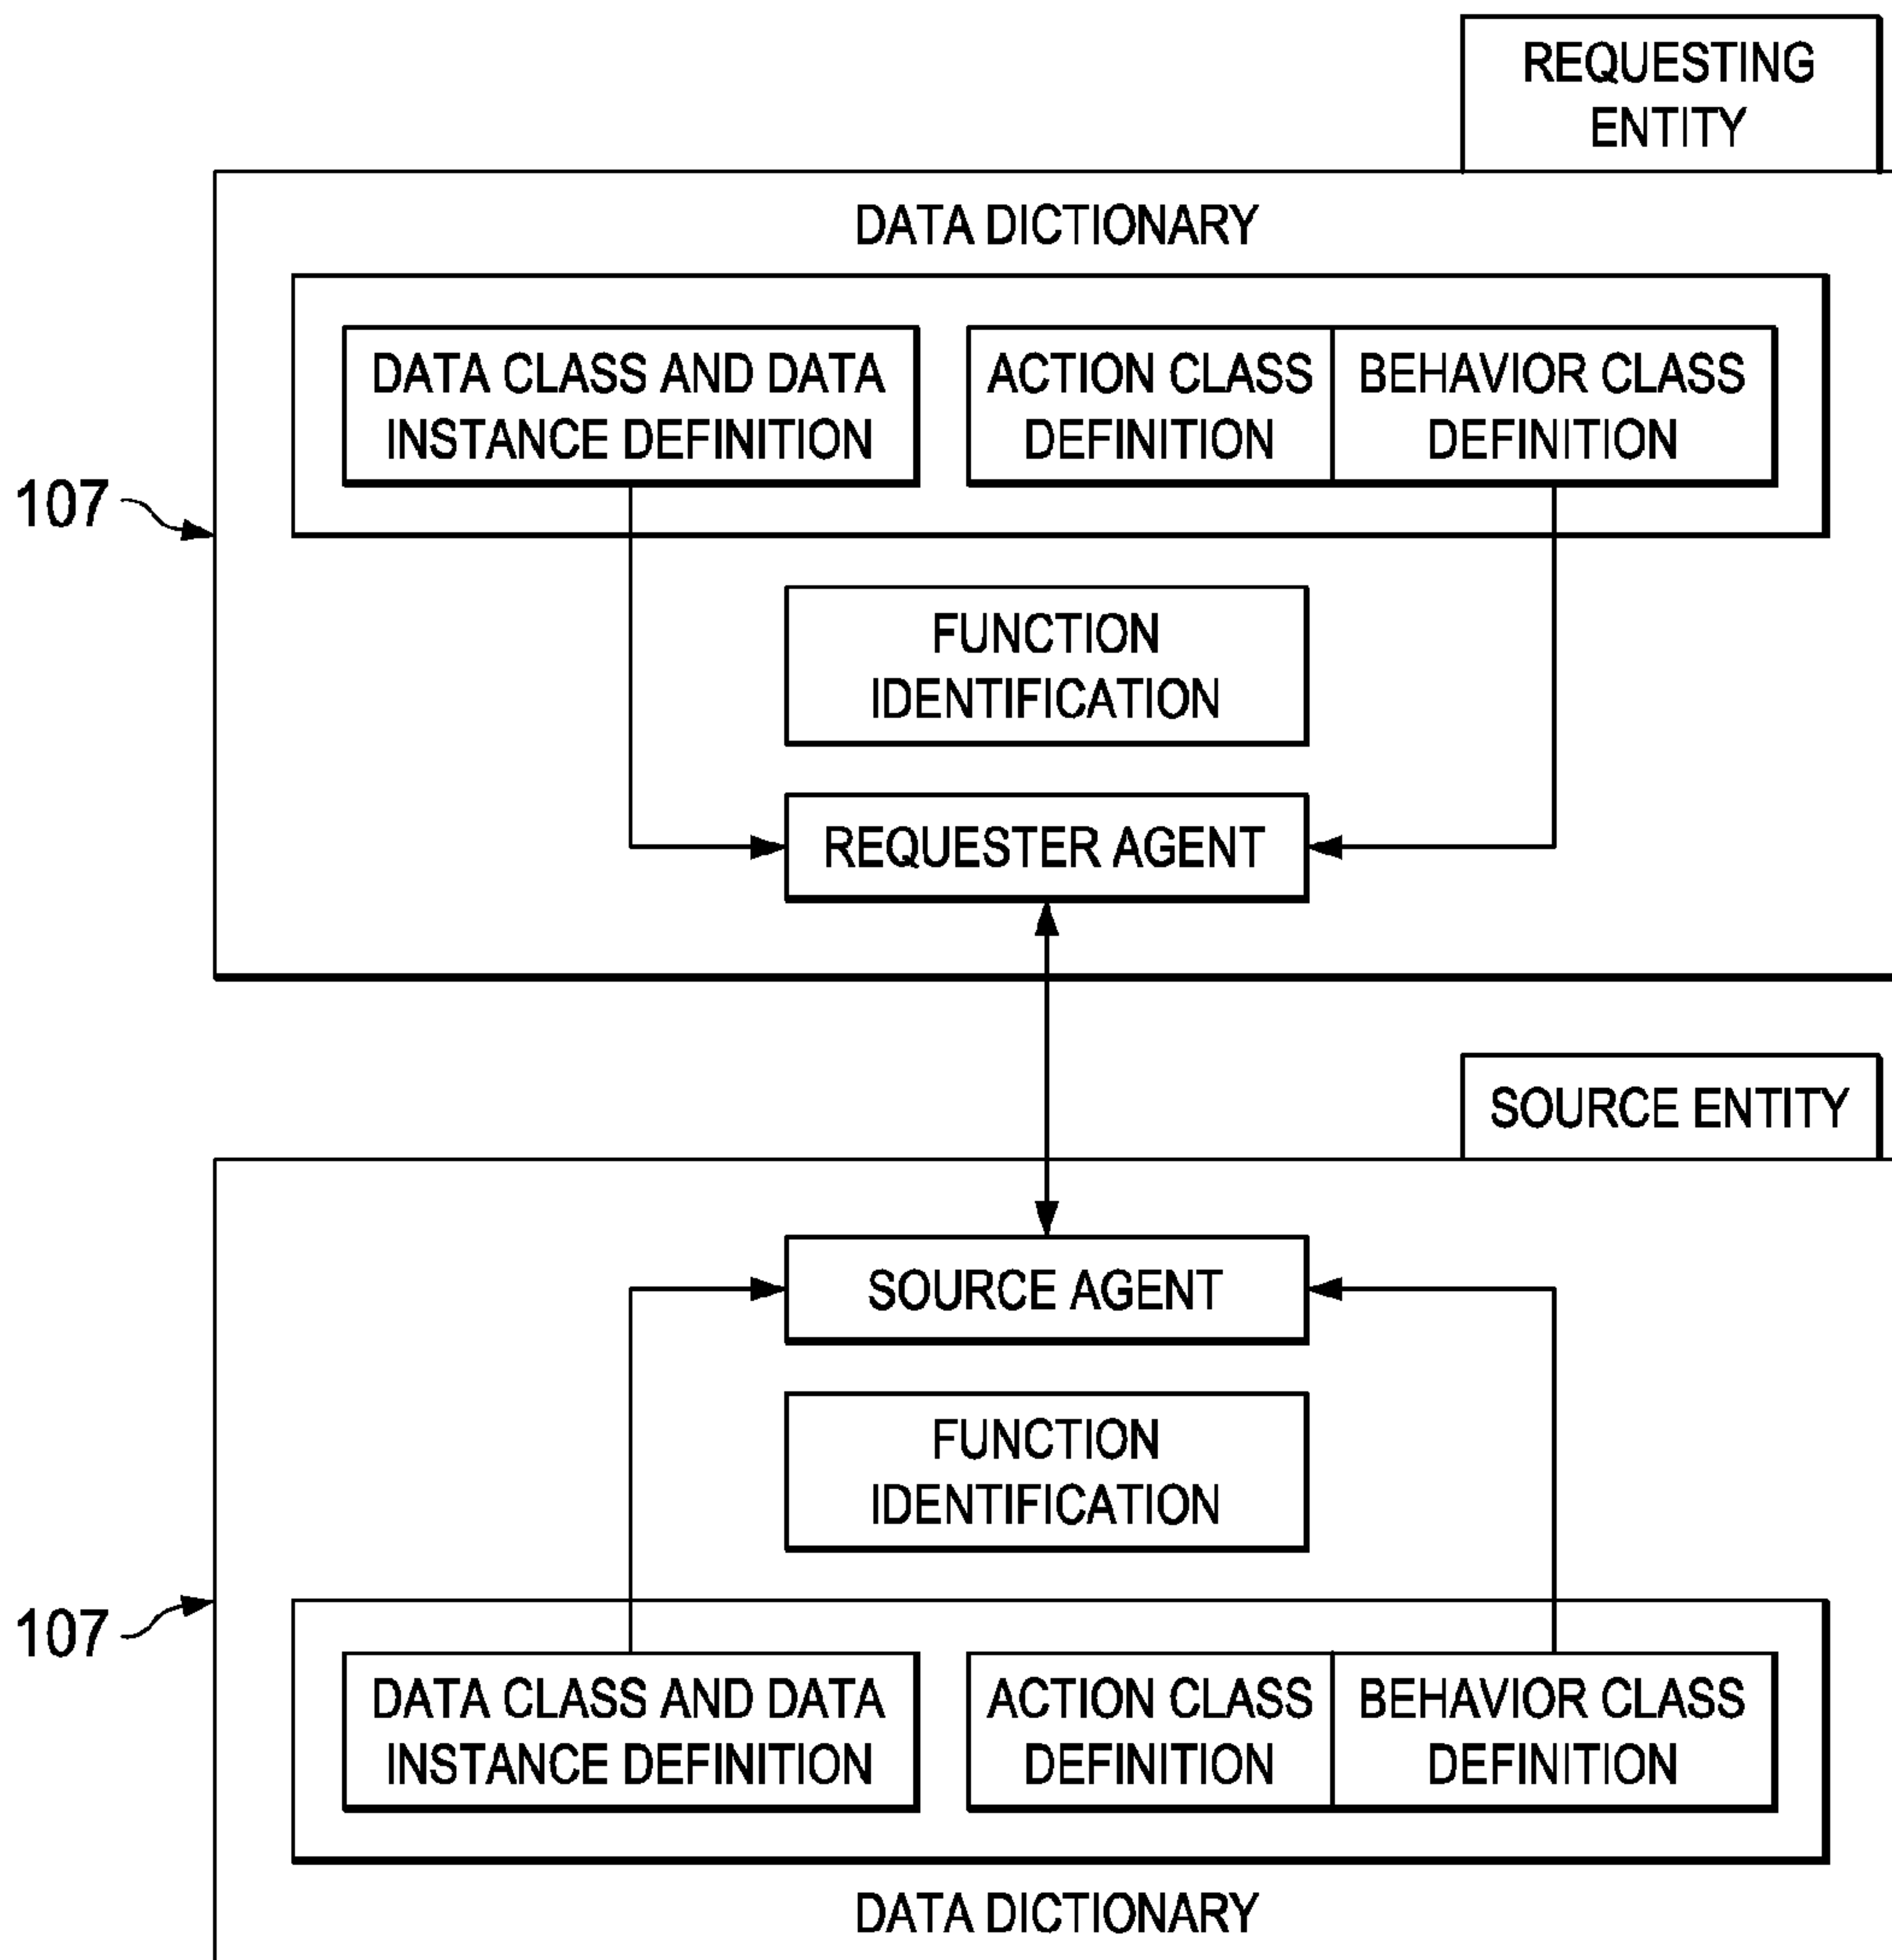 REQUESTING
ENTITY
DATA DICTIONARY
DATA CLASS AND DATA
INSTANCE DEFINITION
ACTION CLASS
DEFINITION
BEHAVIOR CLASS
DEFINITION
107
FUNCTION
IDENTIFICATION
REQUESTER AGENT
SOURCE ENTITY
SOURCE AGENT
FUNCTION
IDENTIFICATION
107
DATA CLASS AND DATA
INSTANCE DEFINITION
ACTION CLASS
DEFINITION
BEHAVIOR CLASS
DEFINITION
DATA DICTIONARY